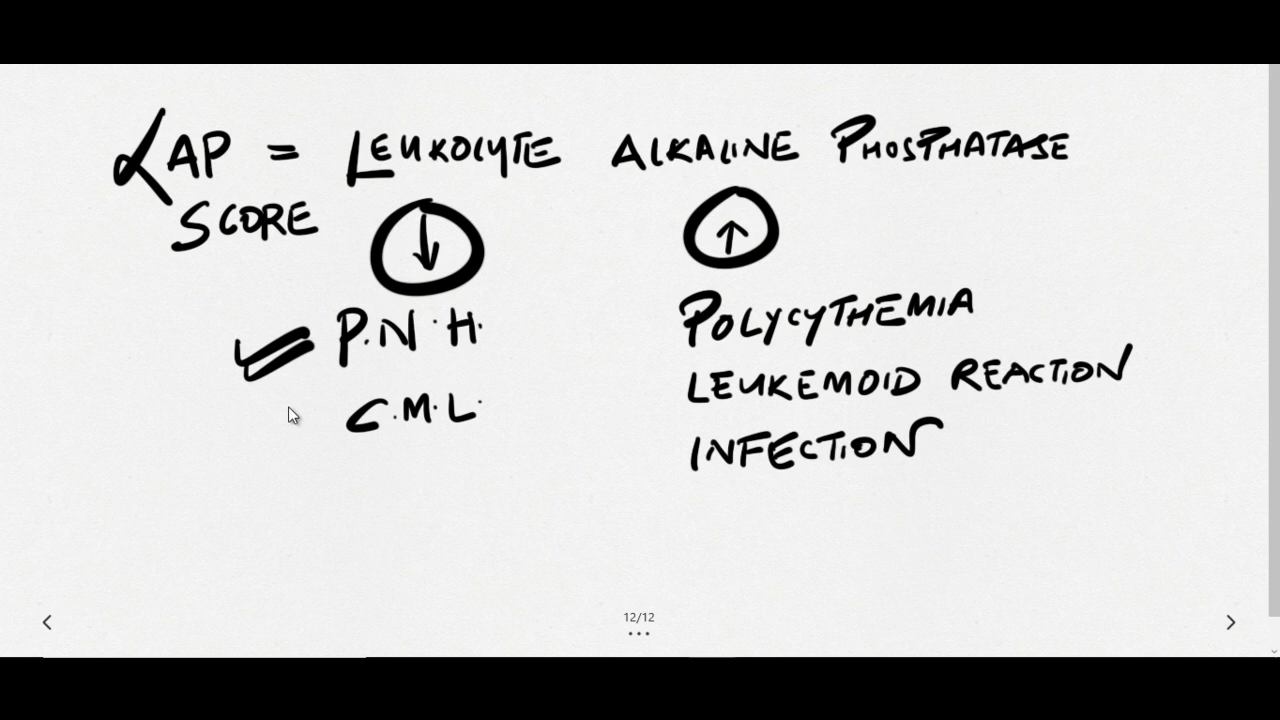 LAP = LEUKOCYTE ALKALINE PHOSPHATASE
SCORE
↓ ↑
P.N.H.
C.M.L.
POLYCYTHEMIA
LEUKEMOID REACTION
INFECTION
12/12